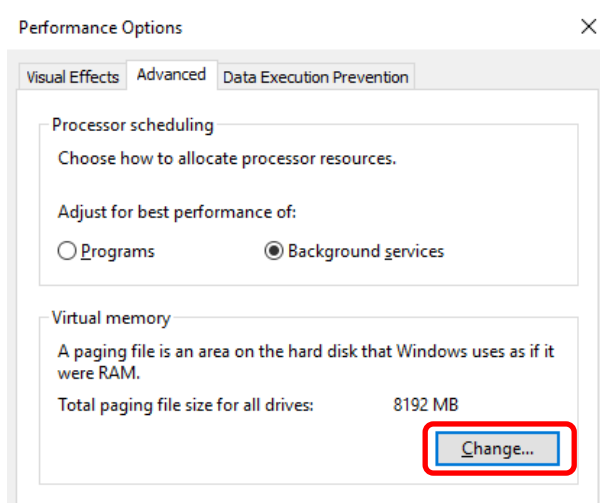 Performance Options
Visual Effects Advanced Data Execution Prevention
Processor scheduling
Choose how to allocate processor resources.
Adjust for best performance of:
Programs Background services
Virtual memory
A paging file is an area on the hard disk that Windows uses as if it
were RAM.
Total paging file size for all drives: 8192 MB
Change...